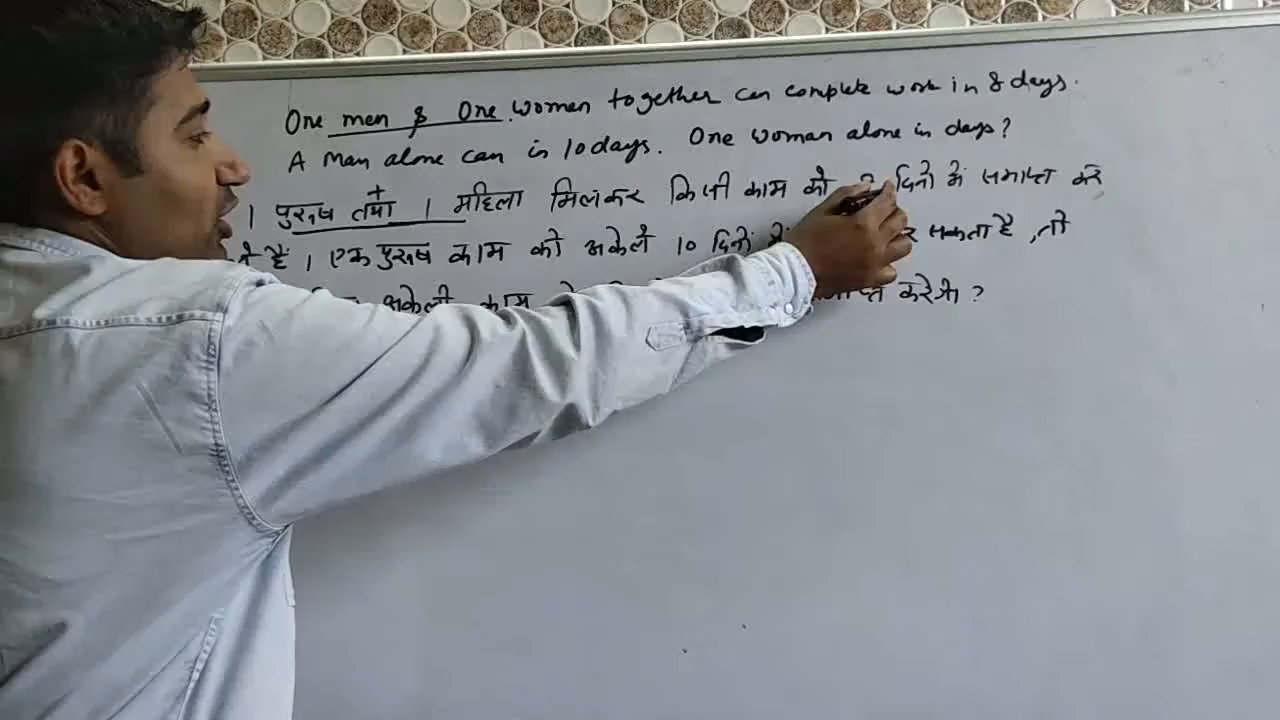 One men & One women together can complete work in 8 days.
A man alone can in 10 days. One woman alone in days?
1 पुरुष तथा + 1 महिला मिलकर किसी काम को दिनो में समाप्त कर
है । एक पुरुष काम को अकेले 10 दिनों सकता है , तो
अकेली काम करेगी ?